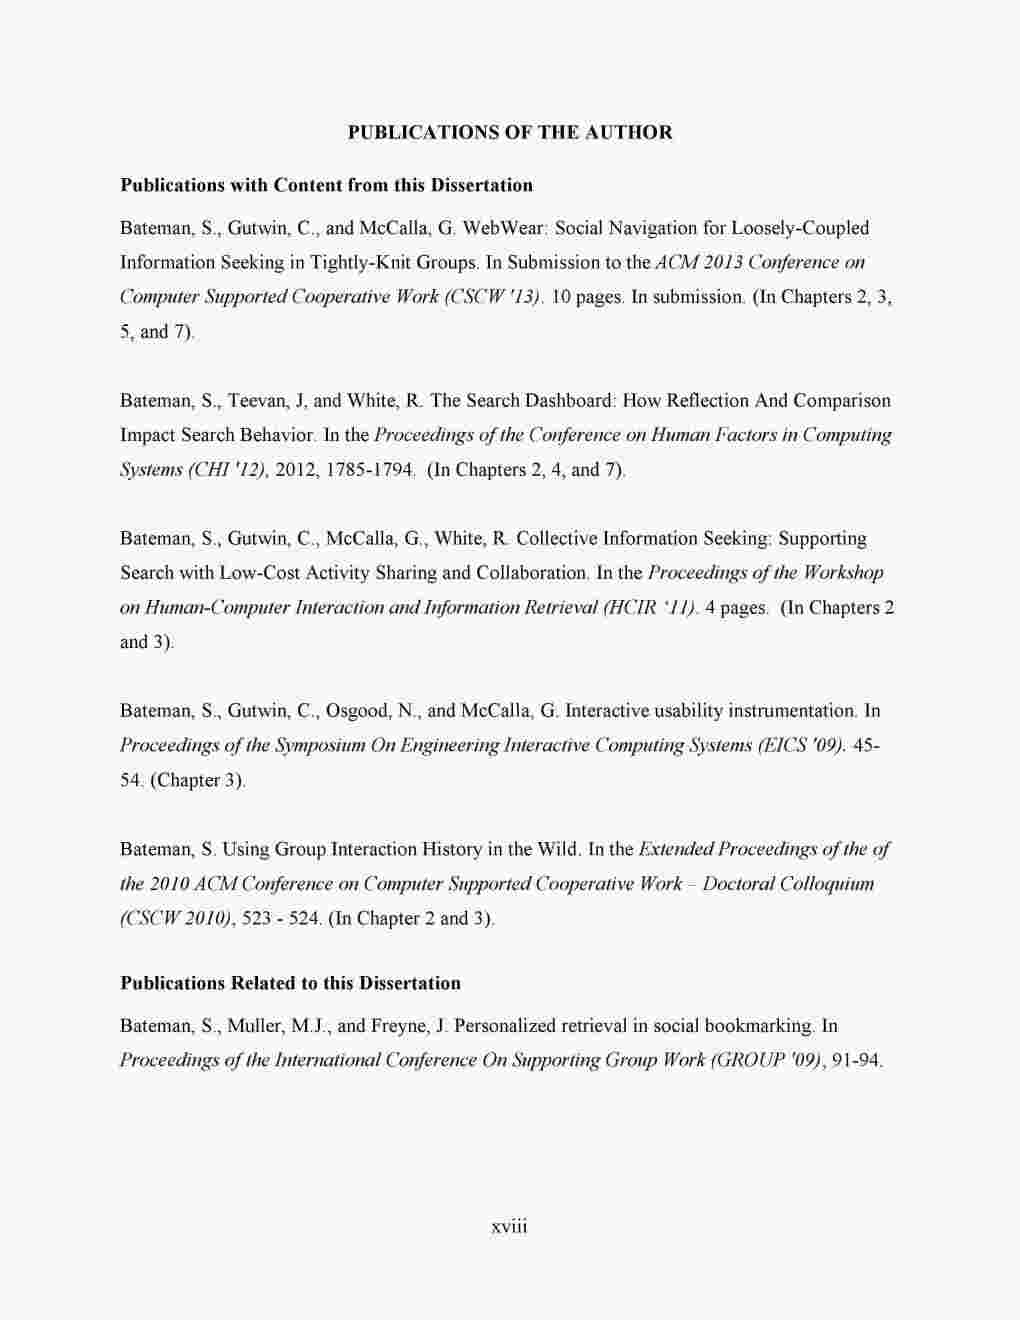 PUBLICATIONS OF THE AUTHOR
Publications with Content from this Dissertation
Bateman, S., Gutwin, C., and McCalla, G. WebWear: Social Navigation for Loosely-Coupled
Information Seeking in Tightly-Knit Groups. In Submission to the ACM 2013 Conference on
Computer Supported Cooperative Work (CSCW '13). 10 pages. In submission. (In Chapters 2, 3,
5, and 7).
Bateman, S., Teevan, J, and White, R. The Search Dashboard: How Reflection And Comparison
Impact Search Behavior. In the Proceedings of the Conference on Human Factors in Computing
Systems (CHI '12), 2012, 1785-1794.  (In Chapters 2, 4, and 7).
Bateman, S., Gutwin, C., McCalla, G., White, R. Collective Information Seeking: Supporting
Search with Low-Cost Activity Sharing and Collaboration. In the Proceedings of the Workshop
on Human-Computer Interaction and Information Retrieval (HCIR ‘11). 4 pages.  (In Chapters 2
and 3).
Bateman, S., Gutwin, C., Osgood, N., and McCalla, G. Interactive usability instrumentation. In
Proceedings of the Symposium On Engineering Interactive Computing Systems (EICS '09). 45-
54. (Chapter 3).
Bateman, S. Using Group Interaction History in the Wild. In the Extended Proceedings of the of
the 2010 ACM Conference on Computer Supported Cooperative Work – Doctoral Colloquium
(CSCW 2010), 523 - 524. (In Chapter 2 and 3).
Publications Related to this Dissertation
Bateman, S., Muller, M.J., and Freyne, J. Personalized retrieval in social bookmarking. In
Proceedings of the International Conference On Supporting Group Work (GROUP '09), 91-94.
xviii